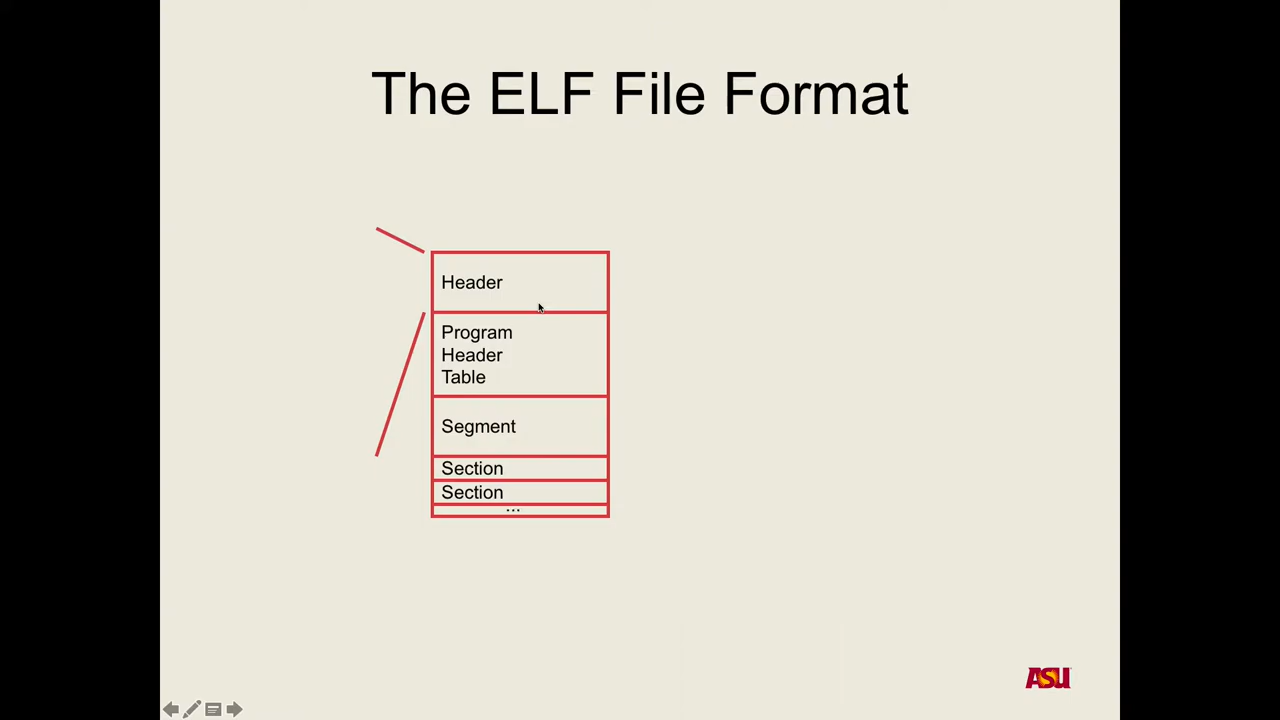 The ELF File Format
Header
Program
Header
Table
Segment
Section
Section
...
ASU